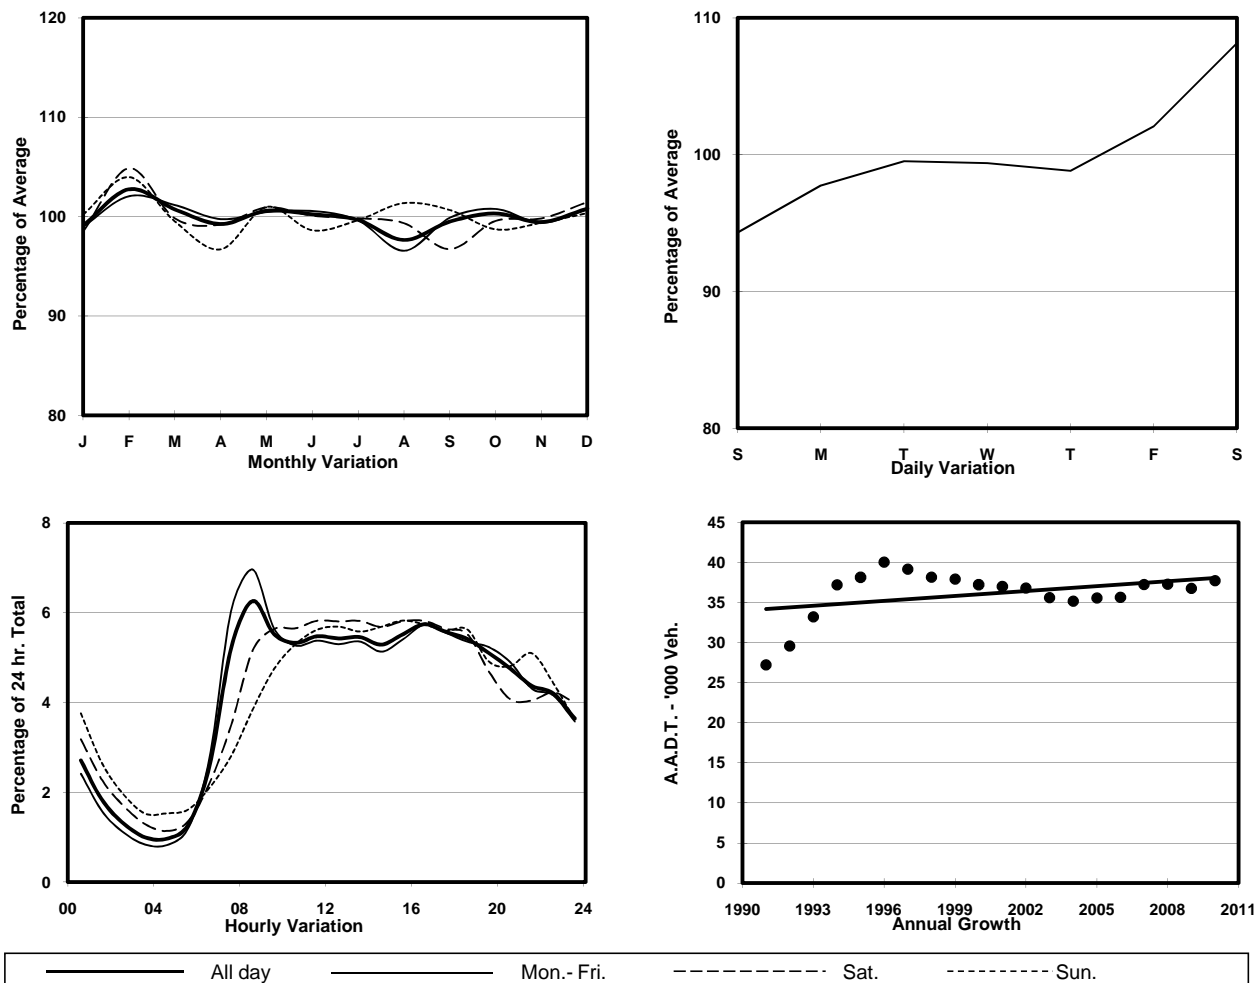 120
110
100
90
80
Percentage of Average
J F M A M J J A S O N D
Monthly Variation
110
100
90
80
Percentage of Average
S M T W T F S
Daily Variation
8
6
4
2
0
Percentage of 24 hr. Total
00 04 08 12 16 20 24
Hourly Variation
45
40
35
30
25
20
15
10
5
0
A.A.D.T. - '000 Veh.
1990 1993 1996 1999 2002 2005 2008 2011
Annual Growth
All day Mon.- Fri. Sat. Sun.